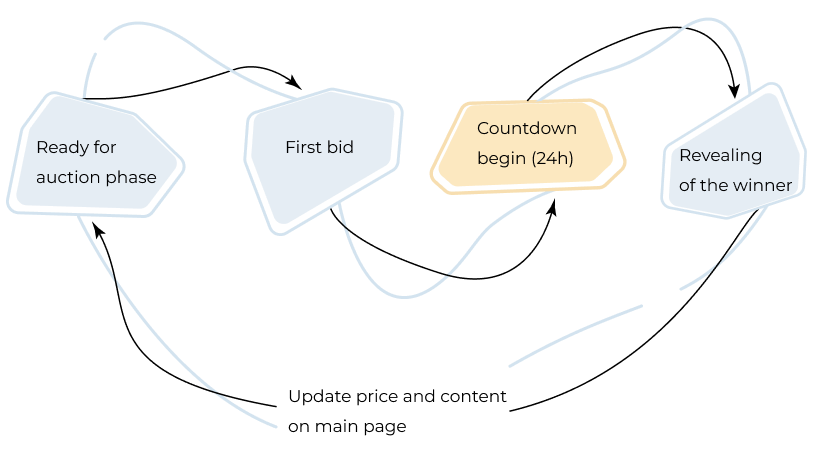 Ready for
auction phase
First bid
Countdown
begin (24h)
Revealing
of the winner
Update price and content
on main page